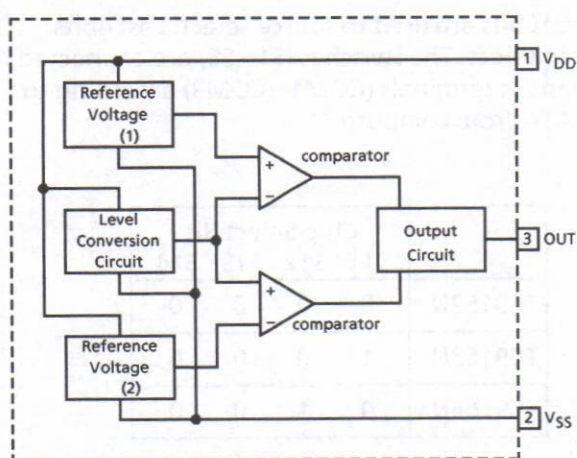 1 VDD
Reference
Voltage
(1)
comparator
+
−
Level
Conversion
Circuit
Output
Circuit
3 OUT
+
−
comparator
Reference
Voltage
(2)
2 VSS